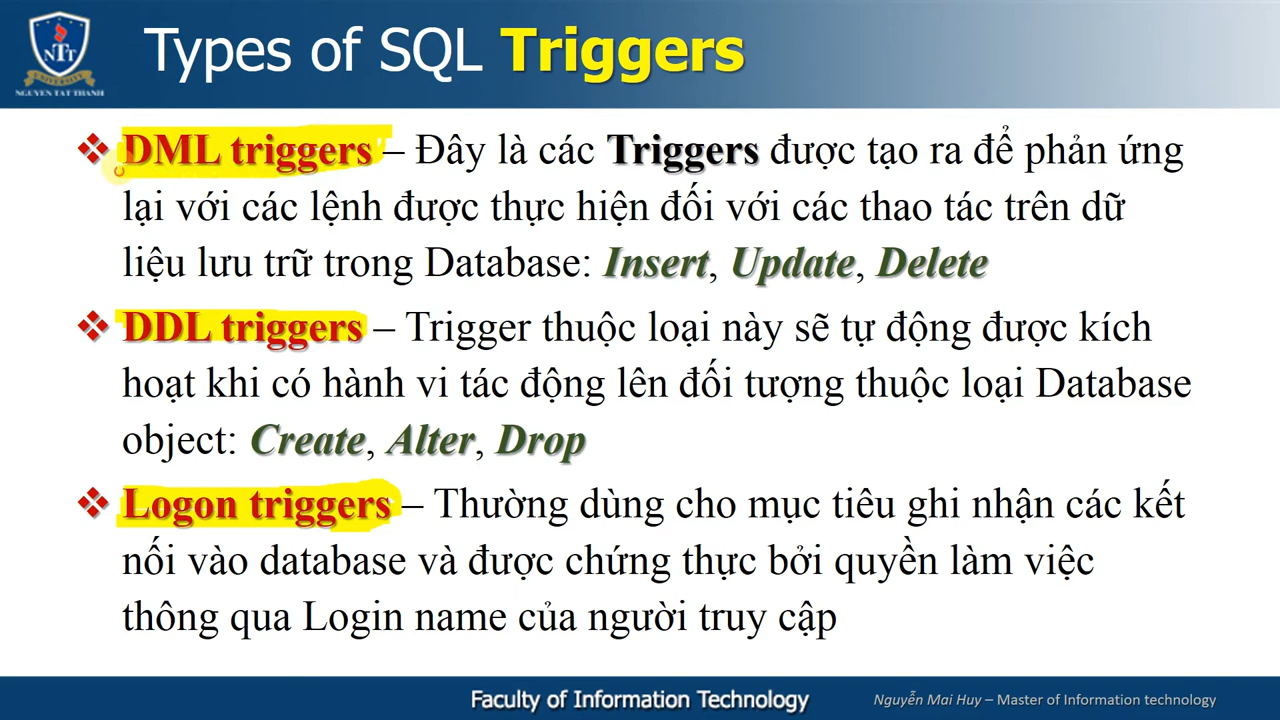 NTT
UNIVERSITY
NGUYEN TAT THANH
Types of SQL Triggers
❖ DML triggers – Đây là các Triggers được tạo ra để phản ứng
lại với các lệnh được thực hiện đối với các thao tác trên dữ
liệu lưu trữ trong Database: Insert, Update, Delete
❖ DDL triggers – Trigger thuộc loại này sẽ tự động được kích
hoạt khi có hành vi tác động lên đối tượng thuộc loại Database
object: Create, Alter, Drop
❖ Logon triggers – Thường dùng cho mục tiêu ghi nhận các kết
nối vào database và được chứng thực bởi quyền làm việc
thông qua Login name của người truy cập
Faculty of Information Technology
Nguyễn Mai Huy – Master of Information technology